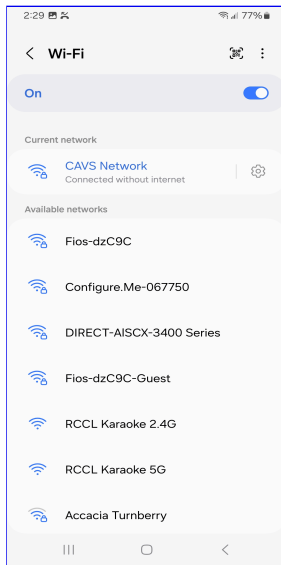 2:29 77%
Wi-Fi
On
Current network
CAVS Network
Connected without internet
Available networks
Fios-dzC9C
Configure.Me-067750
DIRECT-AISCX-3400 Series
Fios-dzC9C-Guest
RCCL Karaoke 2.4G
RCCL Karaoke 5G
Accacia Turnberry